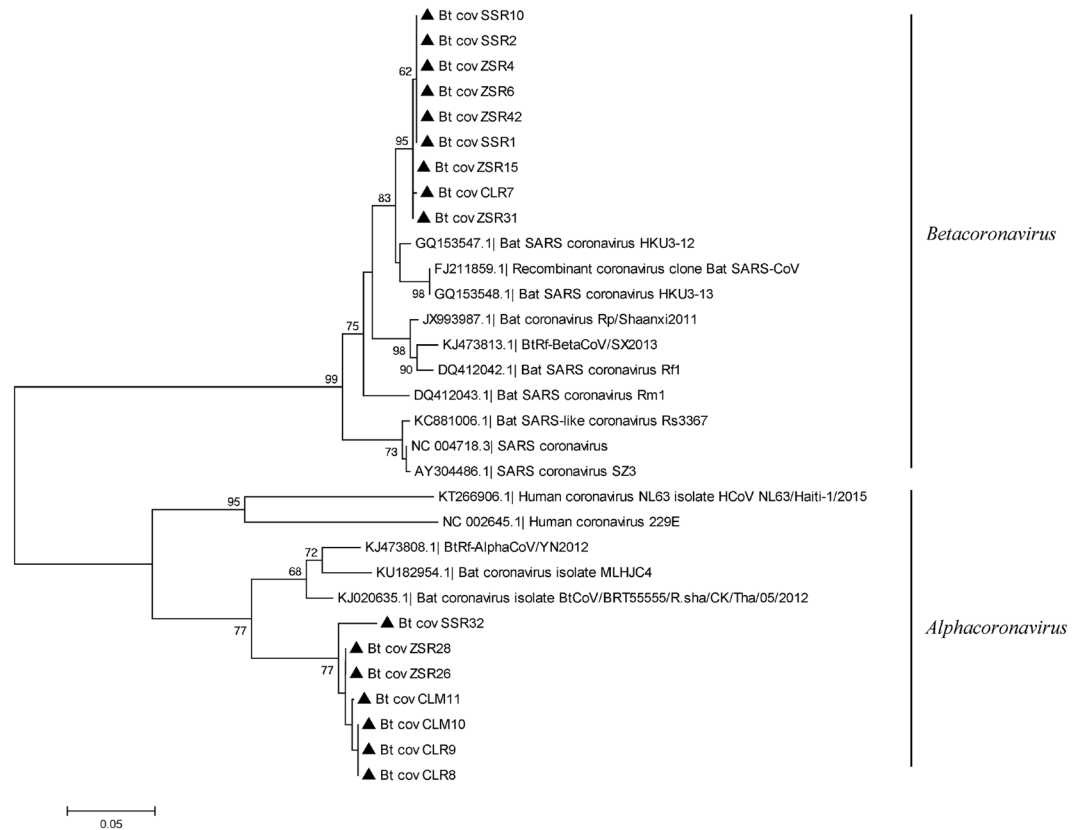 Bt cov SSR10
Bt cov SSR2
62
Bt cov ZSR4
Bt cov ZSR6
Bt cov ZSR42
95
Bt cov SSR1
Bt cov ZSR15
83
Bt cov CLR7
Bt cov ZSR31
Betacoronavirus
GQ153547.1| Bat SARS coronavirus HKU3-12
FJ211859.1| Recombinant coronavirus clone Bat SARS-CoV
98
GQ153548.1| Bat SARS coronavirus HKU3-13
75
JX993987.1| Bat coronavirus Rp/Shaanxi2011
98
KJ473813.1| BtRf-BetaCoV/SX2013
90
DQ412042.1| Bat SARS coronavirus Rf1
99
DQ412043.1| Bat SARS coronavirus Rm1
KC881006.1| Bat SARS-like coronavirus Rs3367
73
NC 004718.3| SARS coronavirus
AY304486.1| SARS coronavirus SZ3
95
KT266906.1| Human coronavirus NL63 isolate HCoV NL63/Haiti-1/2015
NC 002645.1| Human coronavirus 229E
72
KJ473808.1| BtRf-AlphaCoV/YN2012
68
KU182954.1| Bat coronavirus isolate MLHJC4
KJ020635.1| Bat coronavirus isolate BtCoV/BRT55555/R.sha/CK/Tha/05/2012
77
Bt cov SSR32
Alphacoronavirus
Bt cov ZSR28
77
Bt cov ZSR26
Bt cov CLM11
Bt cov CLM10
Bt cov CLR9
Bt cov CLR8
0.05